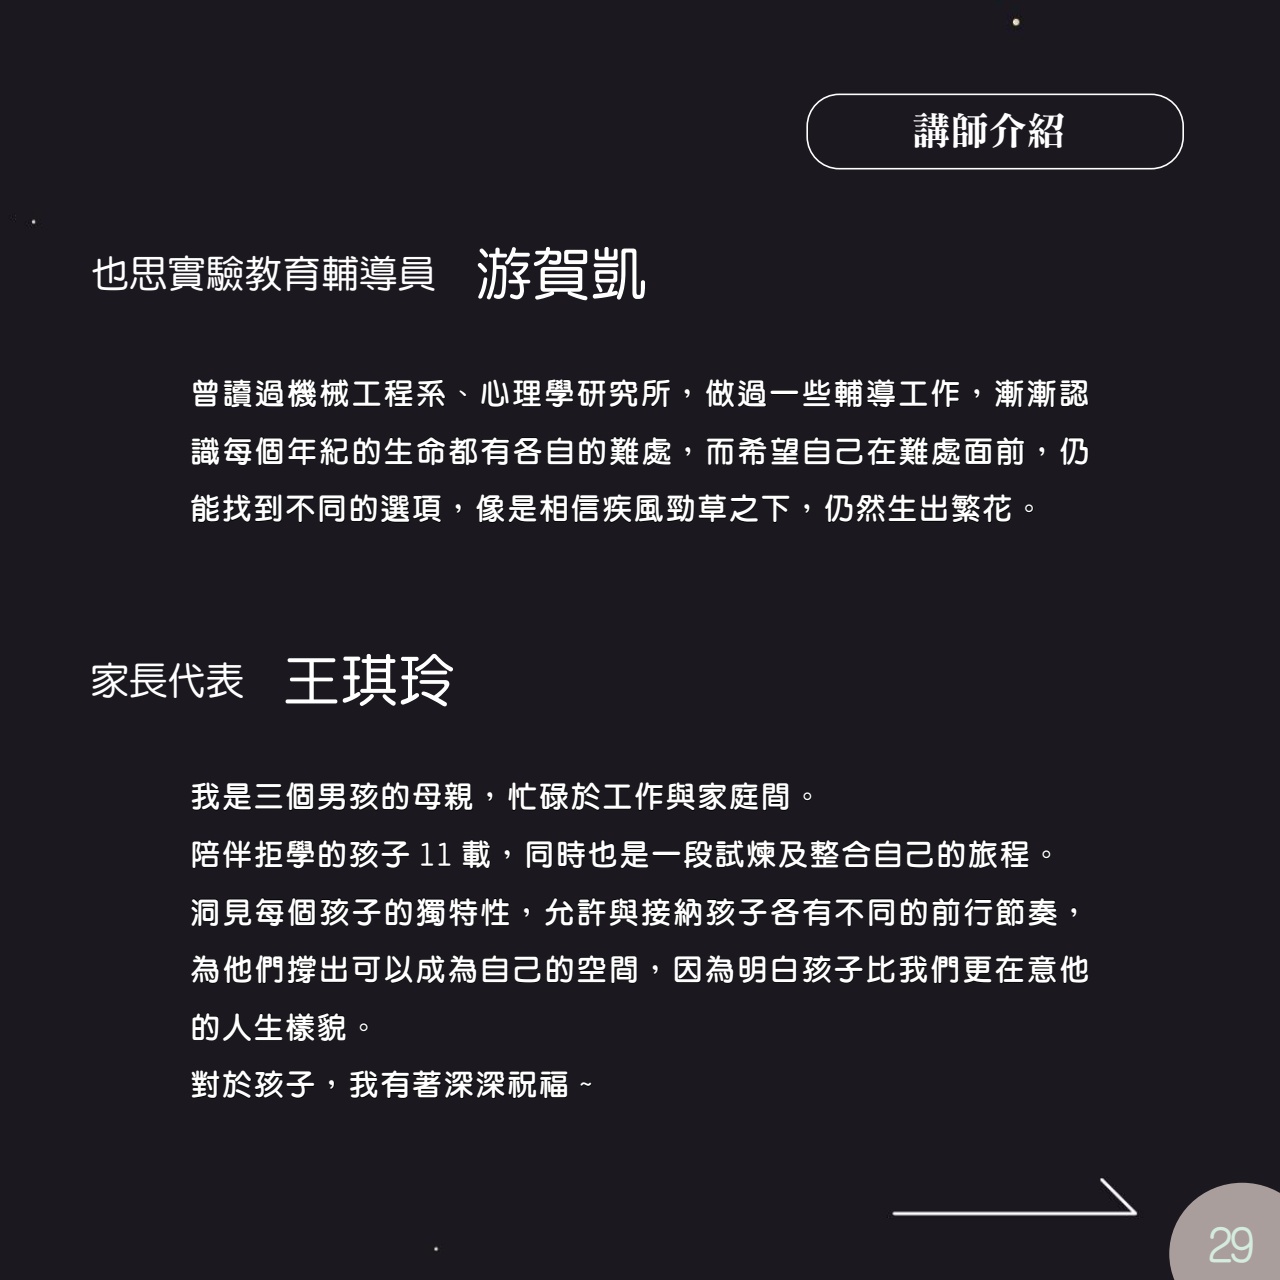 講師介紹
也思實驗教育輔導員 游賀凱
曾讀過機械工程系、心理學研究所，做過一些輔導工作，漸漸認
識每個年紀的生命都有各自的難處，而希望自己在難處面前，仍
能找到不同的選項，像是相信疾風勁草之下，仍然生出繁花。
家長代表 王琪玲
我是三個男孩的母親，忙碌於工作與家庭間。
陪伴拒學的孩子 11 載，同時也是一段試煉及整合自己的旅程。
洞見每個孩子的獨特性，允許與接納孩子各有不同的前行節奏，
為他們撐出可以成為自己的空間，因為明白孩子比我們更在意他
的人生樣貌。
對於孩子，我有著深深祝福 ~
29